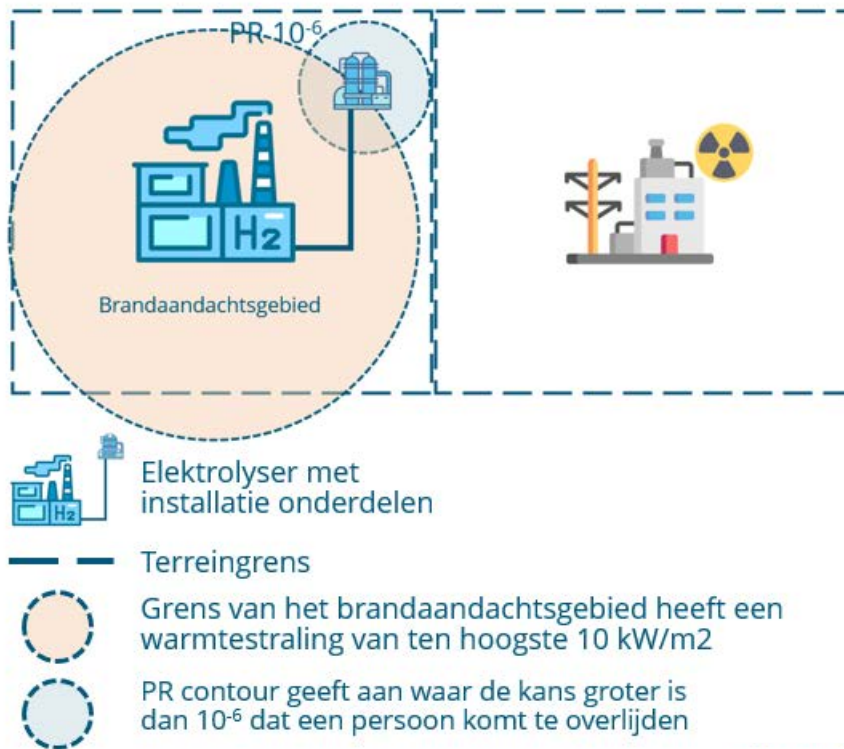 PR 10⁻⁶
H₂
Brandaandachtsgebied
H₂
Elektrolyser met
installatie onderdelen
Terreingrens
Grens van het brandaandachtsgebied heeft een
warmtestraling van ten hoogste 10 kW/m2
PR contour geeft aan waar de kans groter is
dan 10⁻⁶ dat een persoon komt te overlijden